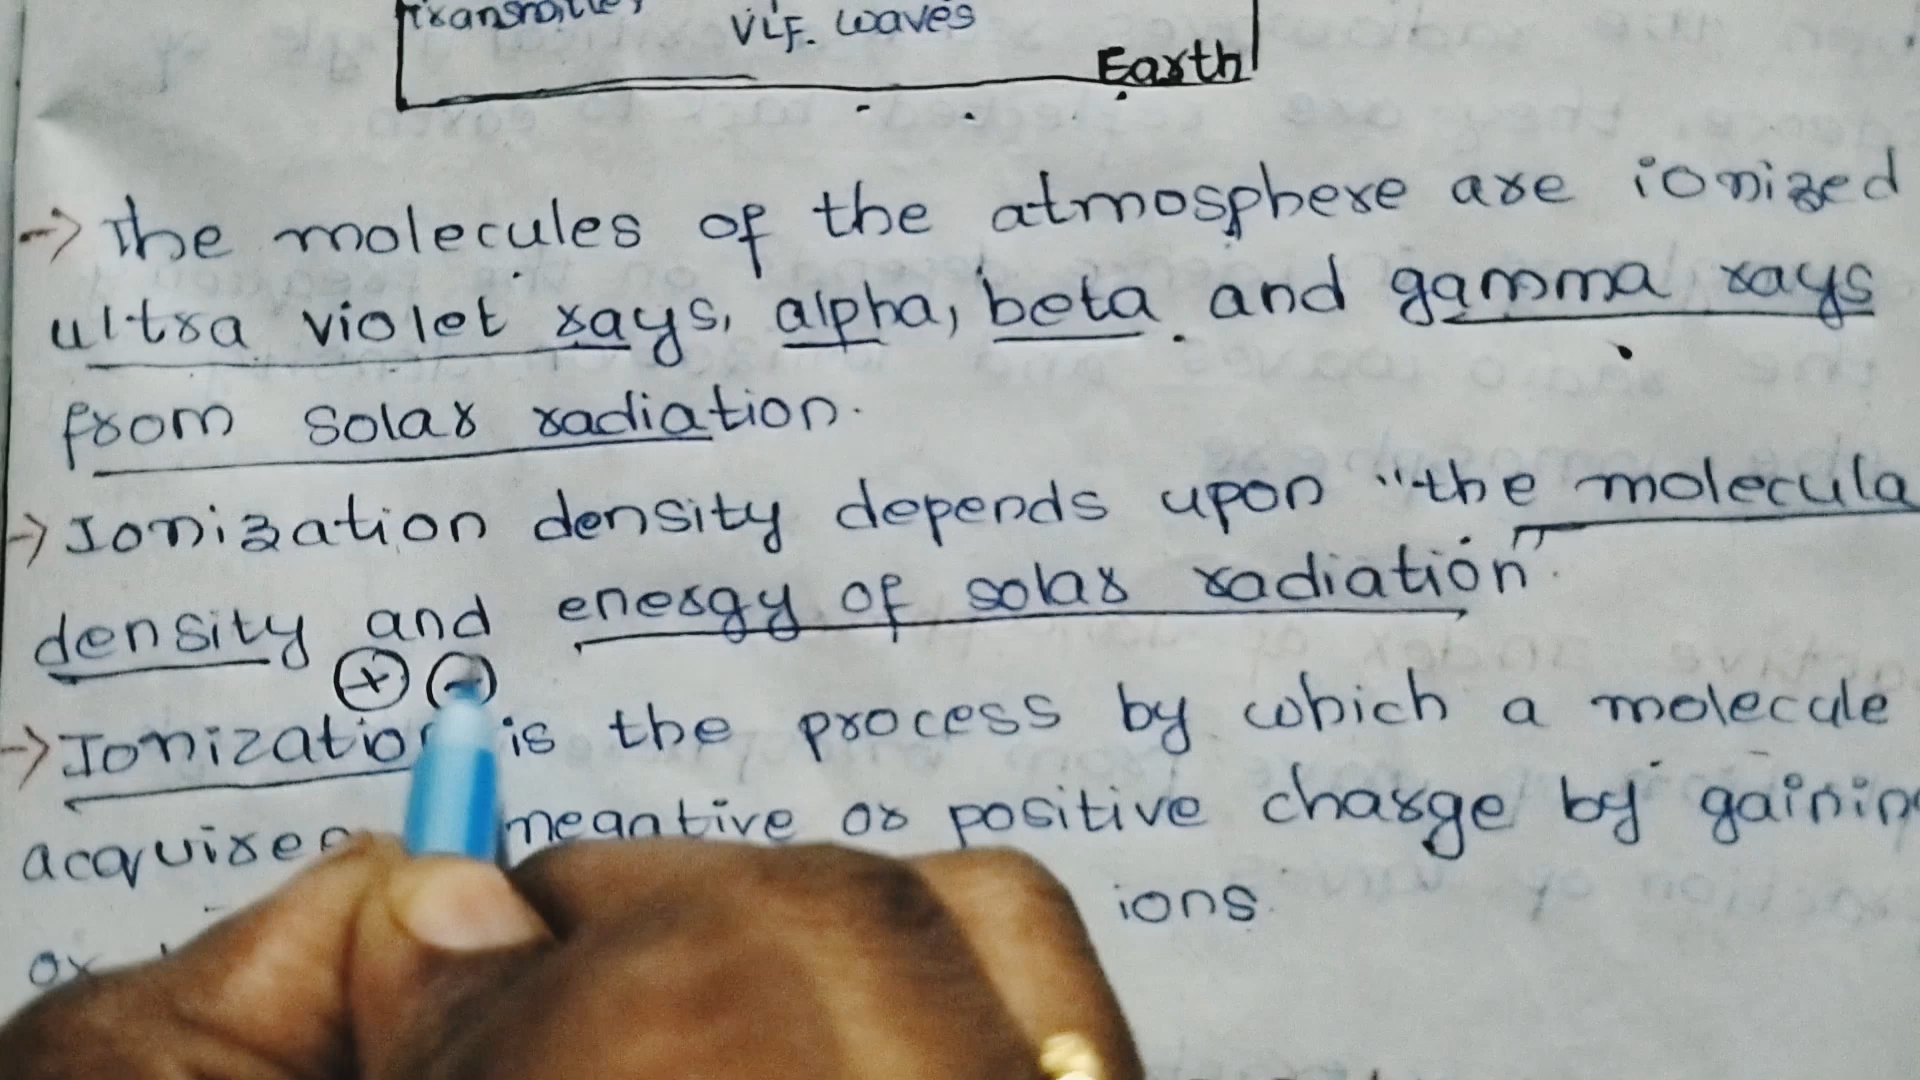 VLF. waves
Earth
-> The molecules of the atmosphere are ionized
ultra violet rays, alpha, beta and gamma rays
from solar radiation.
-> Ionization density depends upon "the molecula
density and energy of solar radiation".
+ -
-> Ionization is the process by which a molecule
acquires negative or positive charge by gaining
or ions